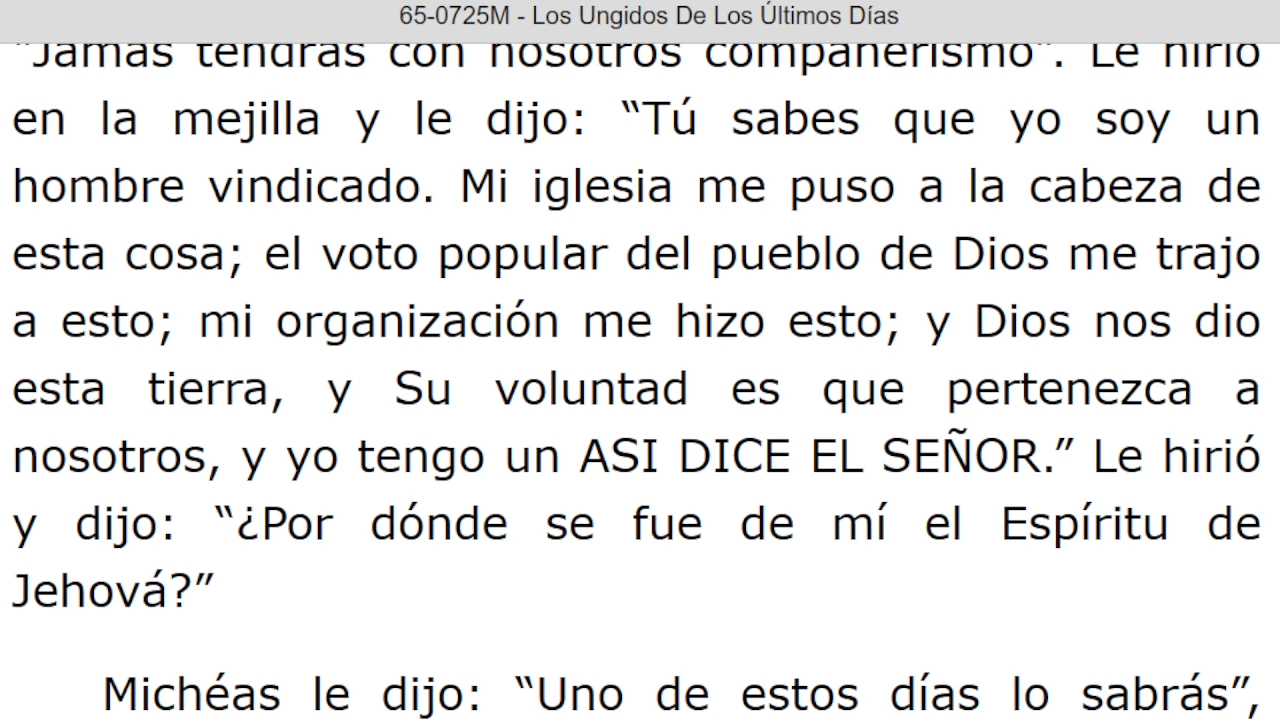 65-0725M - Los Ungidos De Los Últimos Días
"Jamás tendrás con nosotros compañerismo". Le hirió
en la mejilla y le dijo: “Tú sabes que yo soy un
hombre vindicado. Mi iglesia me puso a la cabeza de
esta cosa; el voto popular del pueblo de Dios me trajo
a esto; mi organización me hizo esto; y Dios nos dio
esta tierra, y Su voluntad es que pertenezca a
nosotros, y yo tengo un ASI DICE EL SEÑOR.” Le hirió
y dijo: “¿Por dónde se fue de mí el Espíritu de
Jehová?”
Michéas le dijo: “Uno de estos días lo sabrás”,